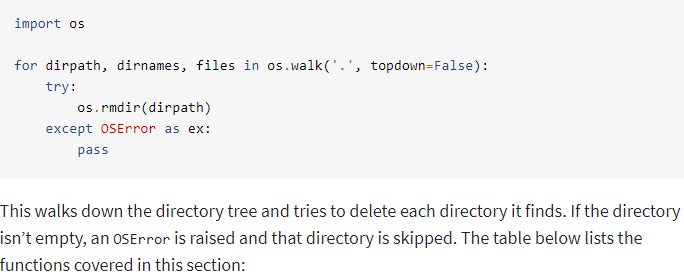 import os
for dirpath, dirnames, files in os.walk('.', topdown=False):
    try:
        os.rmdir(dirpath)
    except OSError as ex:
        pass
This walks down the directory tree and tries to delete each directory it finds. If the directory
isn’t empty, an OSError is raised and that directory is skipped. The table below lists the
functions covered in this section: